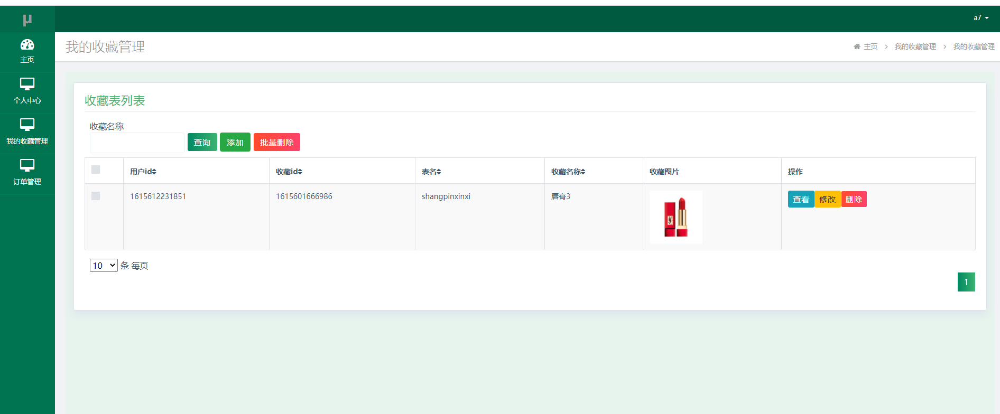 µ
a7
主页
个人中心
我的收藏管理
订单管理
我的收藏管理
主页 > 我的收藏管理 > 我的收藏管理
收藏表列表
收藏名称
查询 添加 批量删除
用户id 收藏id 表名 收藏名称 收藏图片 操作
1615612231851 1615601666986 shangpinxinxi 唇膏3 查看 修改 删除
10 条 每页
1